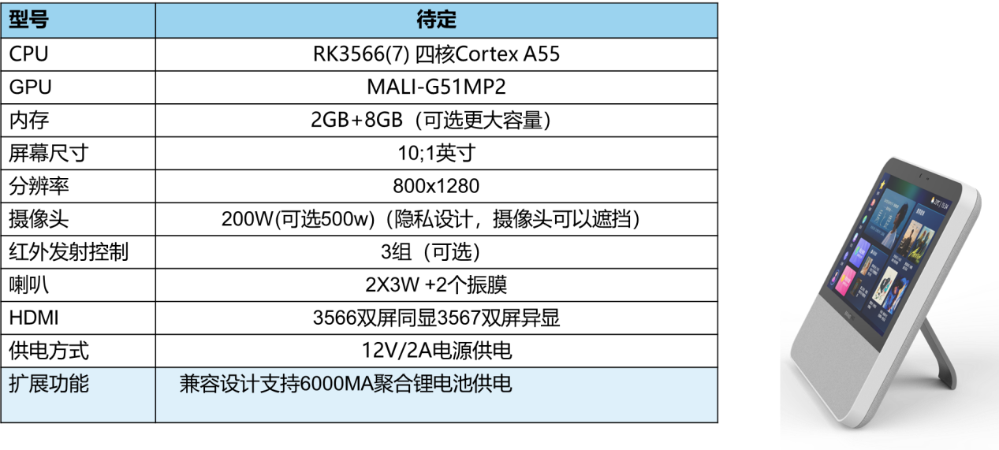 型号 待定
CPU RK3566(7) 四核Cortex A55
GPU MALI-G51MP2
内存 2GB+8GB（可选更大容量）
屏幕尺寸 10;1英寸
分辨率 800x1280
摄像头 200W(可选500w)（隐私设计，摄像头可以遮挡）
红外发射控制 3组（可选）
喇叭 2X3W +2个振膜
HDMI 3566双屏同显3567双屏异显
供电方式 12V/2A电源供电
扩展功能 兼容设计支持6000MA聚合锂电池供电